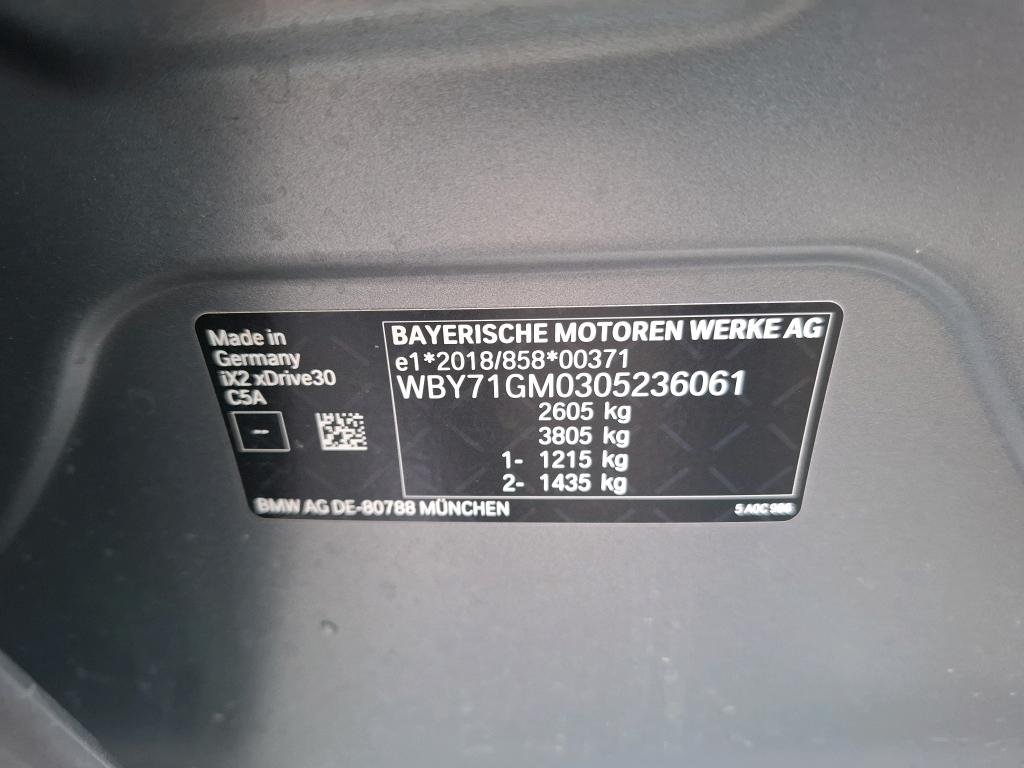 Made in
Germany
iX2 xDrive30
C5A
--
BMW AG DE-80788 MÜNCHEN
BAYERISCHE MOTOREN WERKE AG
e1*2018/858*00371
WBY71GM0305236061
2605 kg
3805 kg
1- 1215 kg
2- 1435 kg